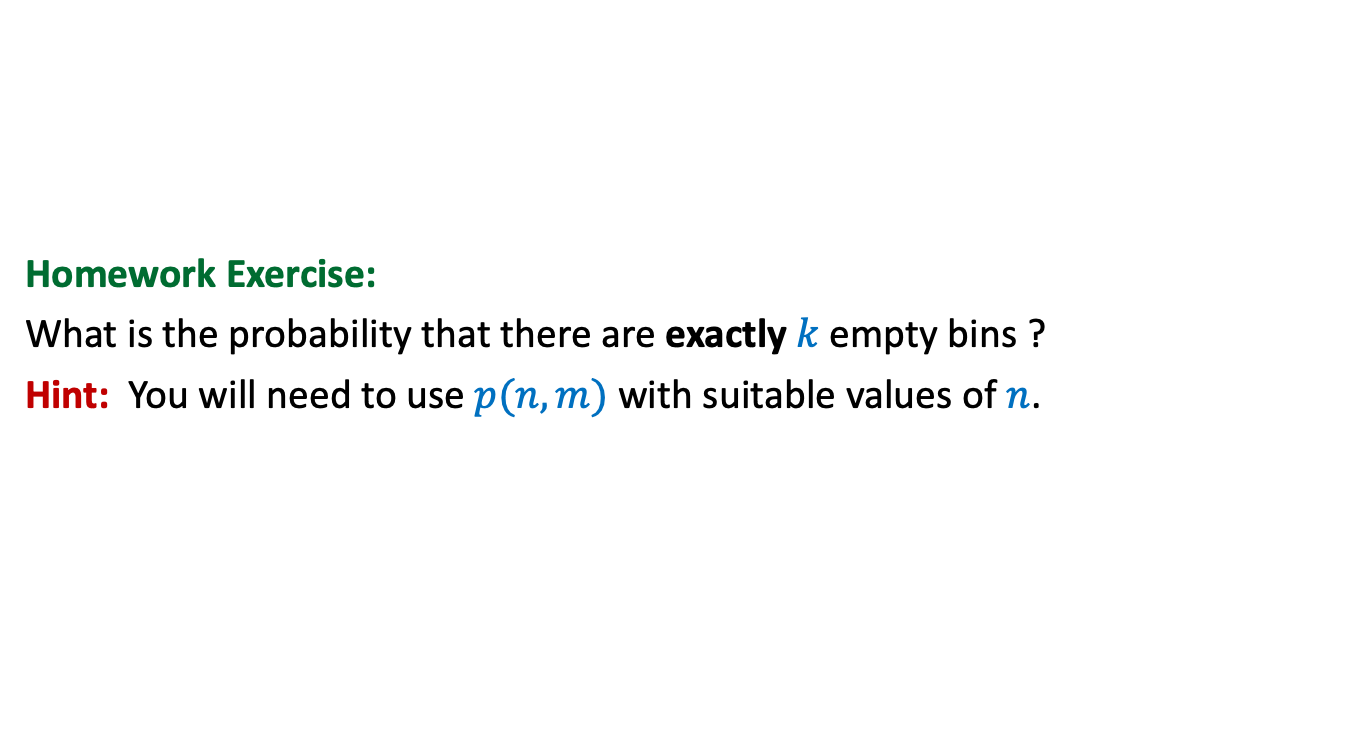 Homework Exercise:
What is the probability that there are exactly k empty bins ?
Hint: You will need to use p(n, m) with suitable values of n.